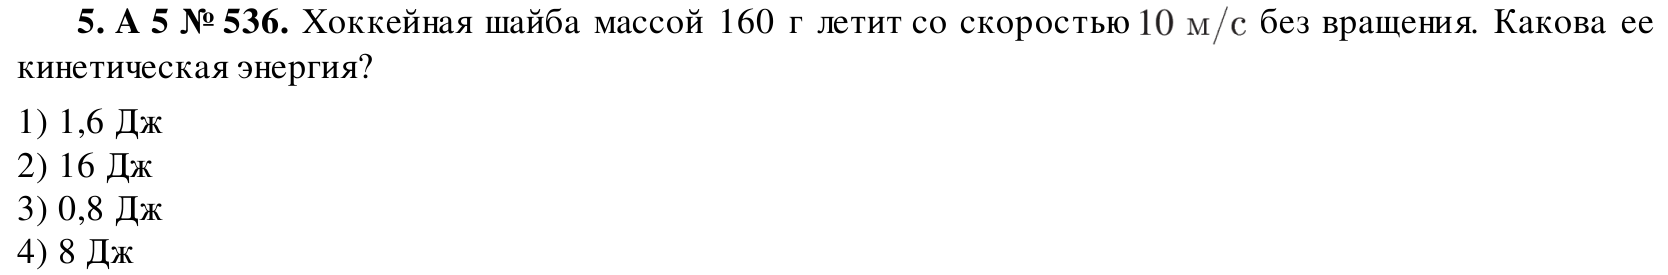 5. А 5 № 536. Хоккейная шайба массой 160 г летит со скоростью 10 м/с без вращения. Какова ее
кинетическая энергия?
1) 1,6 Дж
2) 16 Дж
3) 0,8 Дж
4) 8 Дж